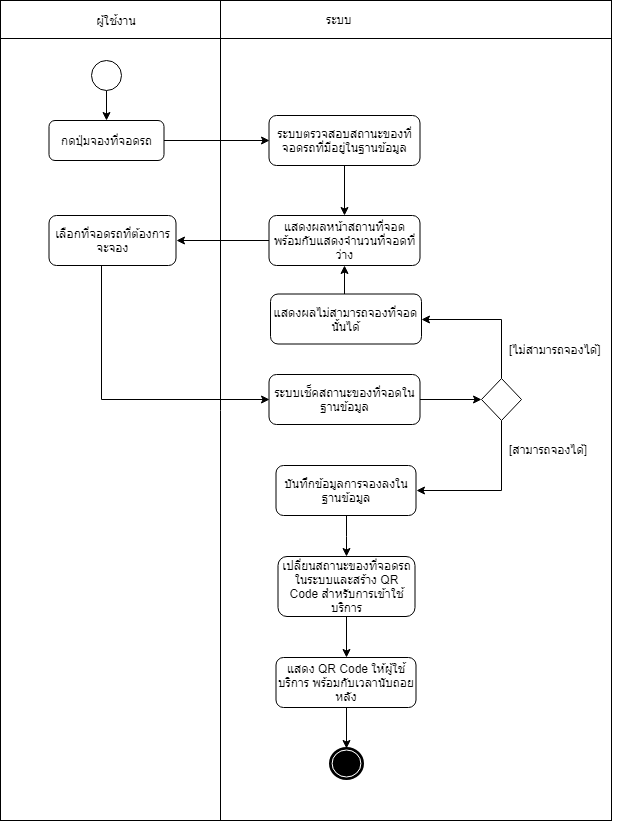 ผู้ใช้งาน
ระบบ
กดปุ่มจองที่จอดรถ
ระบบตรวจสอบสถานะของที่
จอดรถที่มีอยู่ในฐานข้อมูล
เลือกที่จอดรถที่ต้องการ
จะจอง
แสดงผลหน้าสถานที่จอด
พร้อมกับแสดงจำนวนที่จอดที่
ว่าง
แสดงผลไม่สามารถจองที่จอด
นั้นได้
[ไม่สามารถจองได้]
ระบบเช็คสถานะของที่จอดใน
ฐานข้อมูล
[สามารถจองได้]
บันทึกข้อมูลการจองลงใน
ฐานข้อมูล
เปลี่ยนสถานะของที่จอดรถ
ในระบบและสร้าง QR
Code สำหรับการเข้าใช้
บริการ
แสดง QR Code ให้ผู้ใช้
บริการ พร้อมกับเวลานับถอย
หลัง